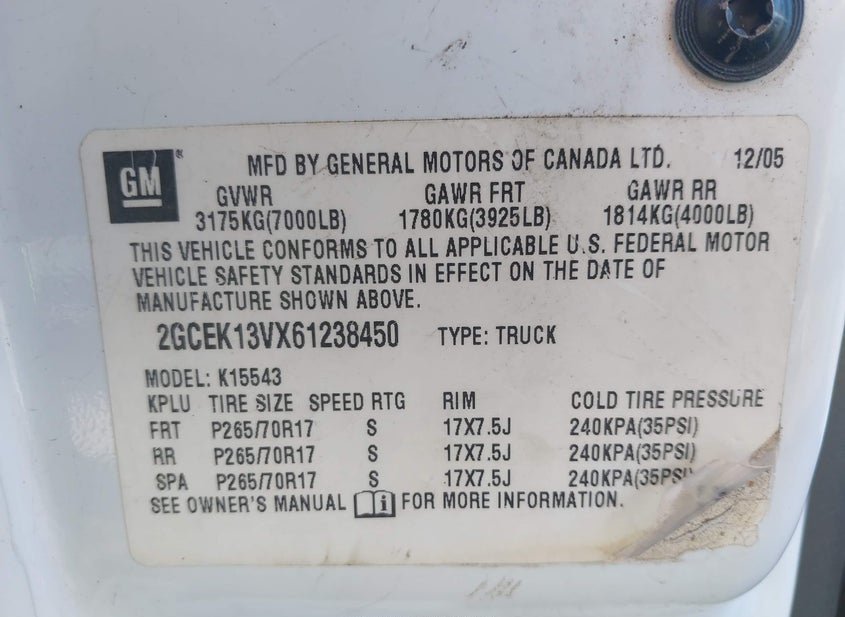 GM
MFD BY GENERAL MOTORS OF CANADA LTD. 12/05
GVWR GAWR FRT GAWR RR
3175KG(7000LB) 1780KG(3925LB) 1814KG(4000LB)
THIS VEHICLE CONFORMS TO ALL APPLICABLE U.S. FEDERAL MOTOR
VEHICLE SAFETY STANDARDS IN EFFECT ON THE DATE OF
MANUFACTURE SHOWN ABOVE.
2GCEK13VX61238450 TYPE: TRUCK
MODEL: K15543
KPLU TIRE SIZE SPEED RTG RIM COLD TIRE PRESSURE
FRT P265/70R17 S 17X7.5J 240KPA(35PSI)
RR P265/70R17 S 17X7.5J 240KPA(35PSI)
SPA P265/70R17 S 17X7.5J 240KPA(35PSI)
SEE OWNER'S MANUAL i FOR MORE INFORMATION.